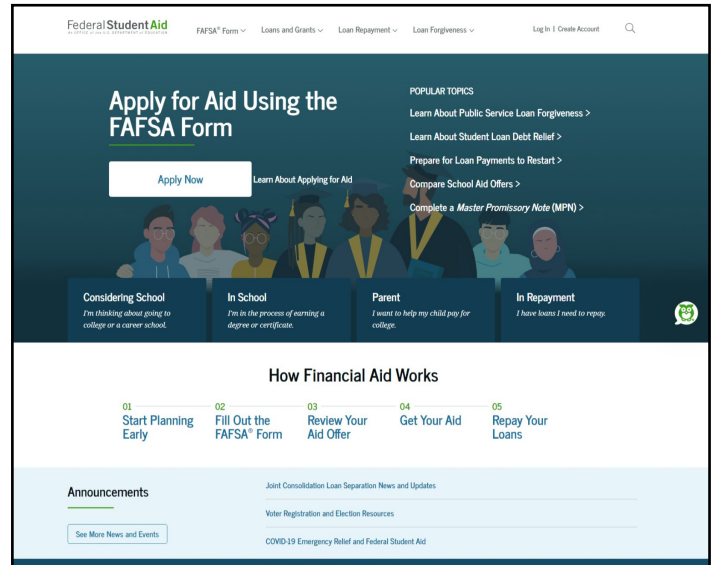 Federal Student Aid
An OFFICE of the U.S. DEPARTMENT of EDUCATION
FAFSA® Form
Loans and Grants
Loan Repayment
Loan Forgiveness
Log In | Create Account
Apply for Aid Using the
FAFSA Form
Apply Now
Learn About Applying for Aid
POPULAR TOPICS
Learn About Public Service Loan Forgiveness >
Learn About Student Loan Debt Relief >
Prepare for Loan Payments to Restart >
Compare School Aid Offers >
Complete a Master Promissory Note (MPN) >
Considering School
I'm thinking about going to
college or a career school.
In School
I'm in the process of earning a
degree or certificate.
Parent
I want to help my child pay for
college.
In Repayment
I have loans I need to repay.
How Financial Aid Works
01
Start Planning
Early
02
Fill Out the
FAFSA® Form
03
Review Your
Aid Offer
04
Get Your Aid
05
Repay Your
Loans
Announcements
See More News and Events
Joint Consolidation Loan Separation News and Updates
Voter Registration and Election Resources
COVID-19 Emergency Relief and Federal Student Aid